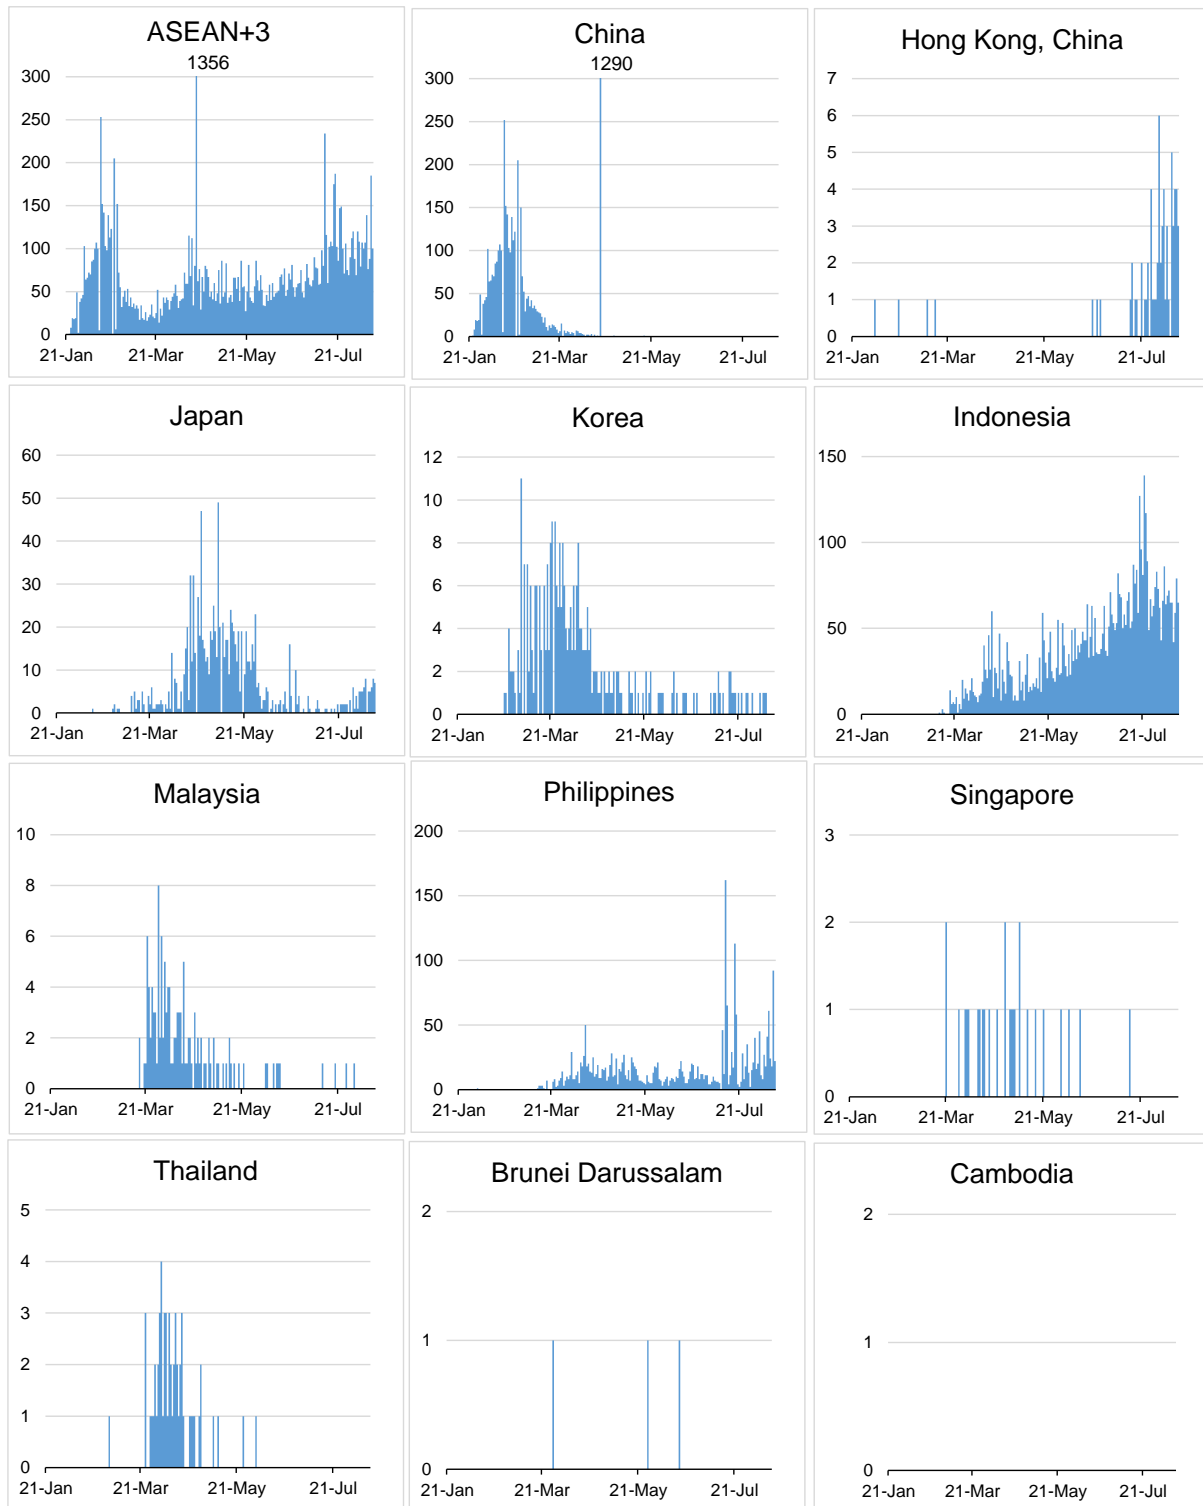 ASEAN+3
1356
300
250
200
150
100
50
0
21-Jan 21-Mar 21-May 21-Jul
China
1290
300
250
200
150
100
50
0
21-Jan 21-Mar 21-May 21-Jul
Hong Kong, China
7
6
5
4
3
2
1
0
21-Jan 21-Mar 21-May 21-Jul
Japan
60
50
40
30
20
10
0
21-Jan 21-Mar 21-May 21-Jul
Korea
12
10
8
6
4
2
0
21-Jan 21-Mar 21-May 21-Jul
Indonesia
150
100
50
0
21-Jan 21-Mar 21-May 21-Jul
Malaysia
10
8
6
4
2
0
21-Jan 21-Mar 21-May 21-Jul
Philippines
200
150
100
50
0
21-Jan 21-Mar 21-May 21-Jul
Singapore
3
2
1
0
21-Jan 21-Mar 21-May 21-Jul
Thailand
5
4
3
2
1
0
21-Jan 21-Mar 21-May 21-Jul
Brunei Darussalam
2
1
0
21-Jan 21-Mar 21-May 21-Jul
Cambodia
2
1
0
21-Jan 21-Mar 21-May 21-Jul